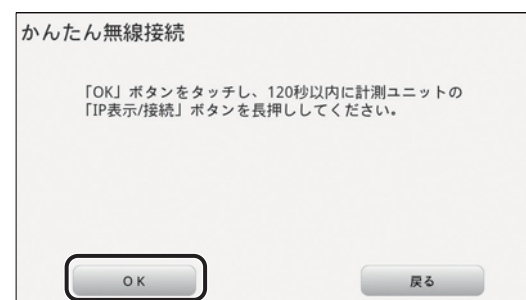 かんたん無線接続
「OK」ボタンをタッチし、120秒以内に計測ユニットの
「IP表示/接続」ボタンを長押ししてください。
OK
戻る